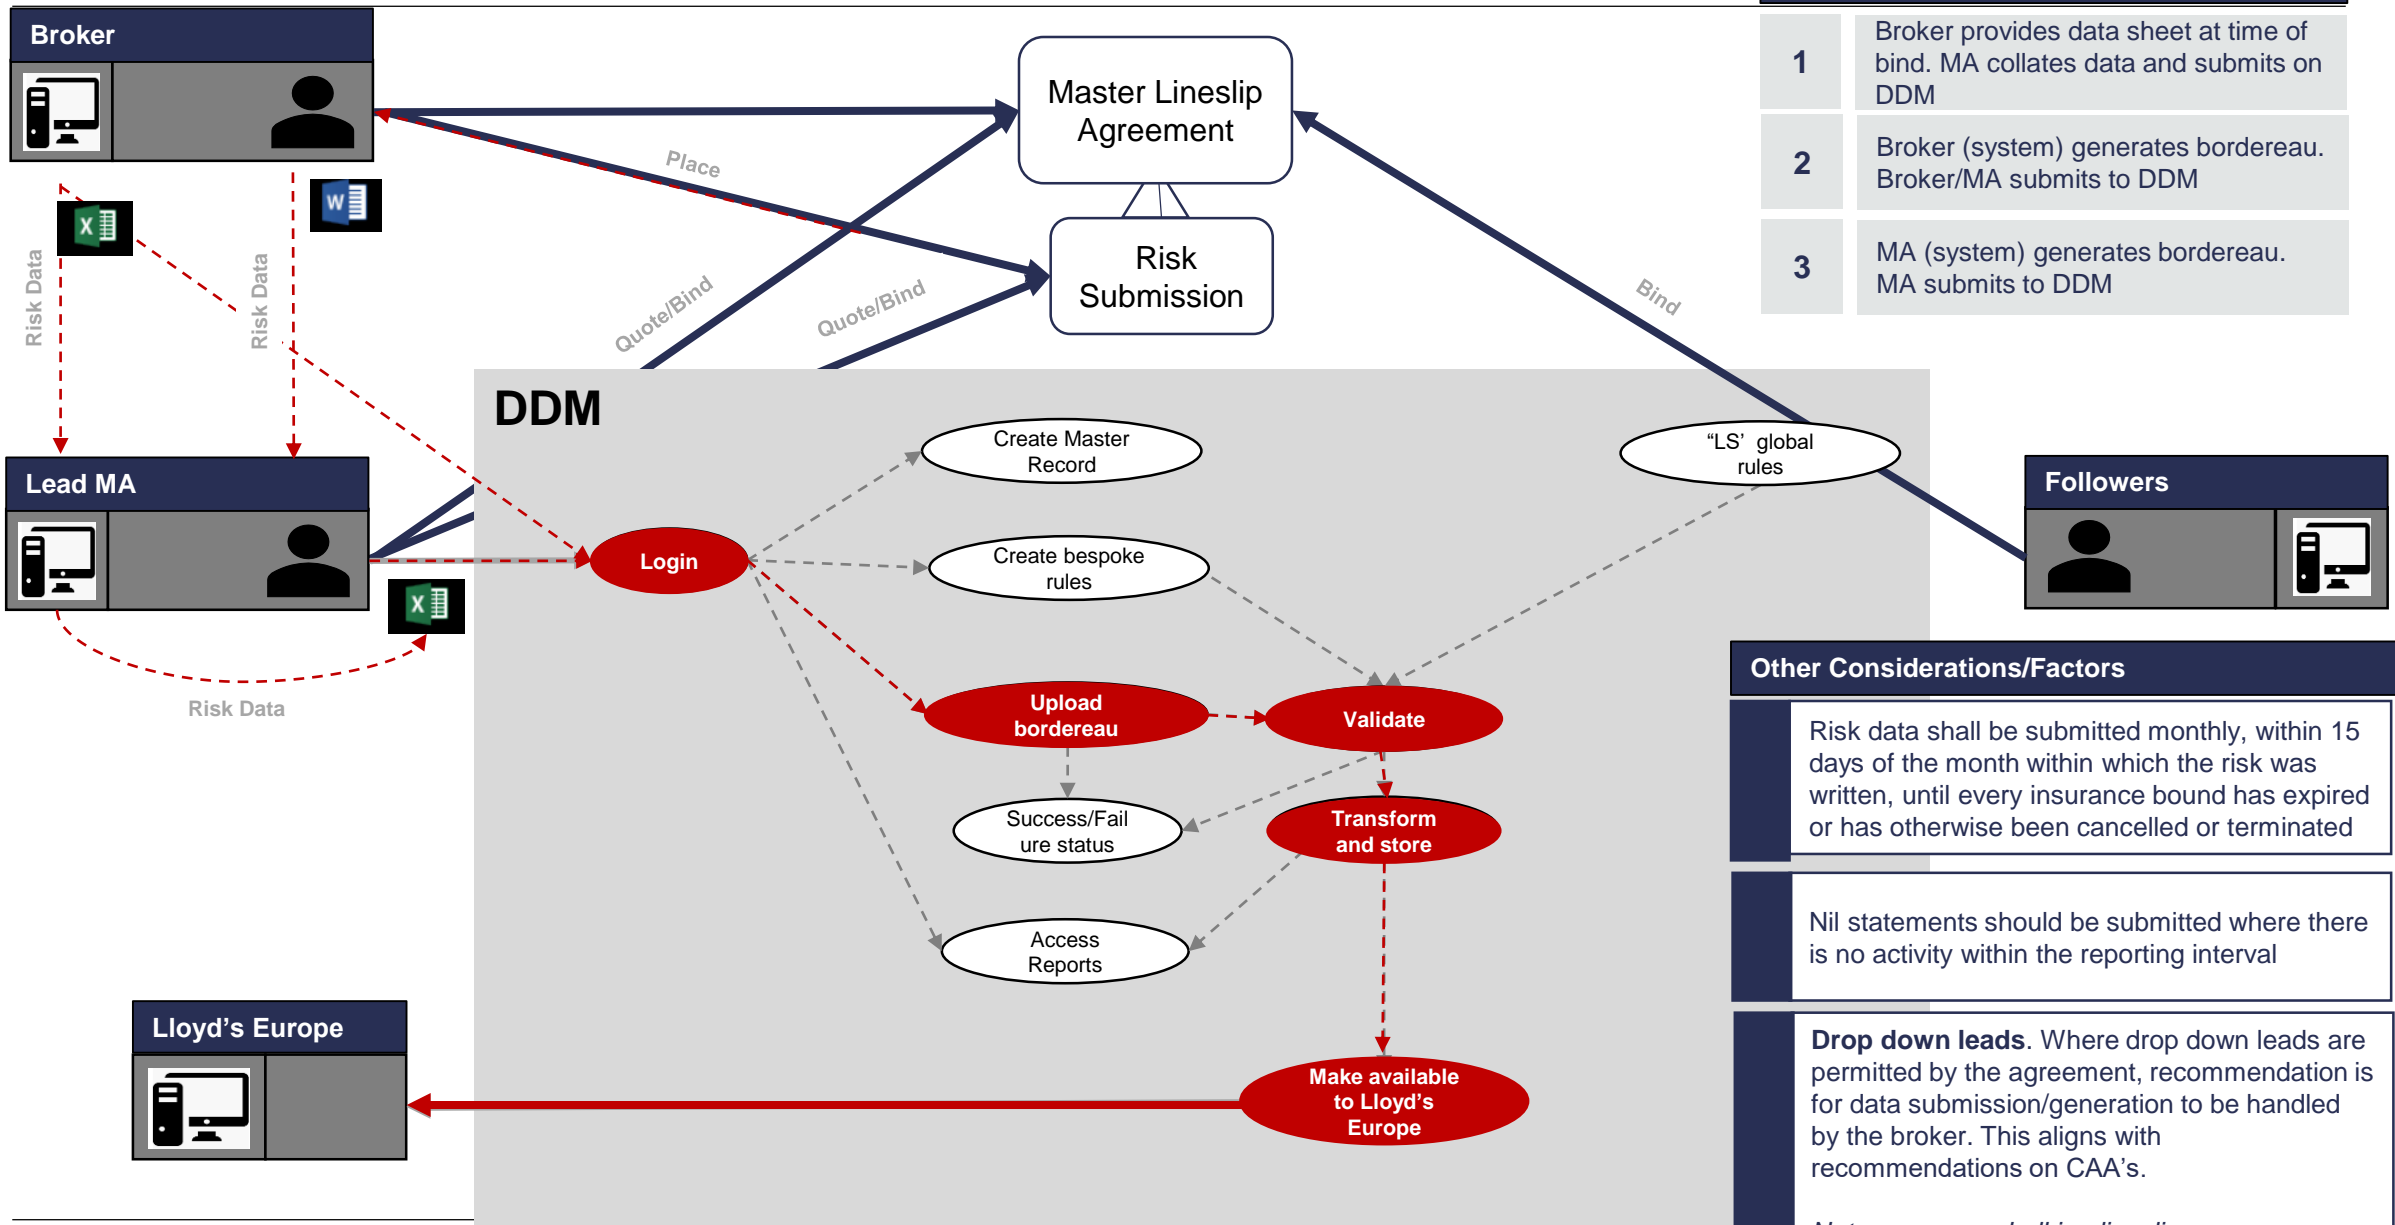 Broker
1
Broker provides data sheet at time of
bind. MA collates data and submits on
DDM
2
Broker (system) generates bordereau.
Broker/MA submits to DDM
3
MA (system) generates bordereau.
MA submits to DDM
Master Lineslip
Agreement
Risk
Submission
Place
Quote/Bind
Quote/Bind
Bind
Risk Data
Risk Data
X
W
DDM
Lead MA
X
Risk Data
Login
Create Master
Record
Create bespoke
rules
“LS’ global
rules
Followers
Upload
bordereau
Validate
Success/Fail
ure status
Transform
and store
Access
Reports
Make available
to Lloyd’s
Europe
Lloyd’s Europe
Other Considerations/Factors
Risk data shall be submitted monthly, within 15
days of the month within which the risk was
written, until every insurance bound has expired
or has otherwise been cancelled or terminated
Nil statements should be submitted where there
is no activity within the reporting interval
Drop down leads. Where drop down leads are
permitted by the agreement, recommendation is
for data submission/generation to be handled
by the broker. This aligns with
recommendations on CAA’s.